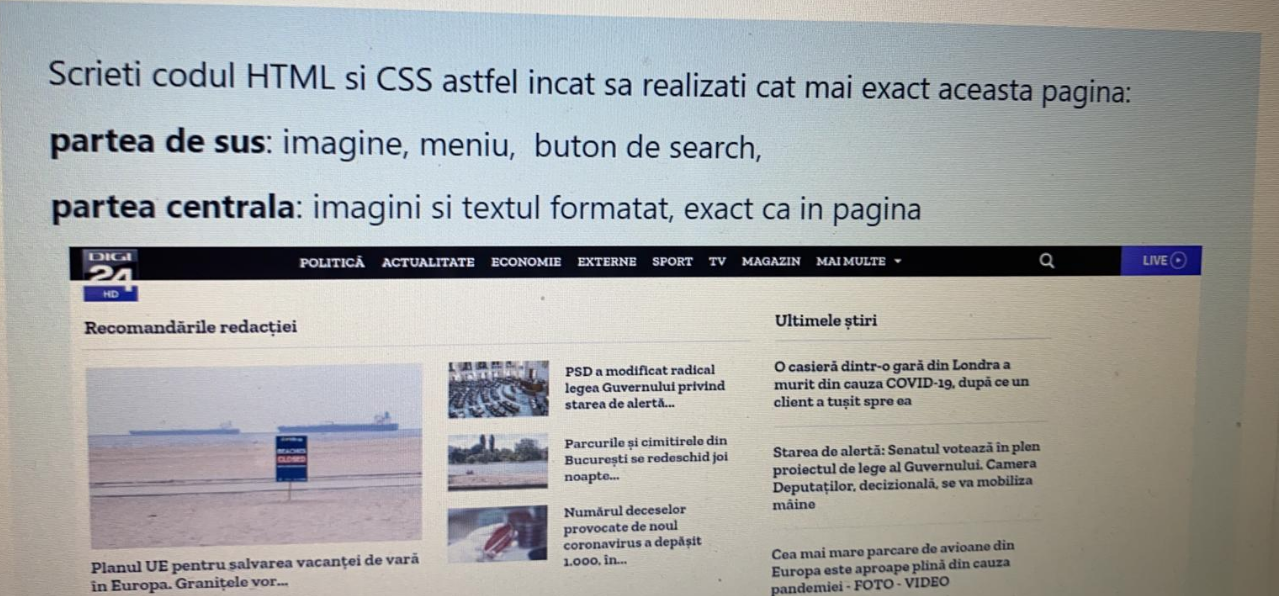 Scrieti codul HTML si CSS astfel incat sa realizati cat mai exact aceasta pagina:
partea de sus: imagine, meniu, buton de search,
partea centrala: imagini si textul formatat, exact ca in pagina
DIGI
24
HD
POLITICĂ ACTUALITATE ECONOMIE EXTERNE SPORT TV MAGAZIN MAI MULTE
LIVE
Recomandările redacției
BEACHES
CLOSED
Planul UE pentru salvarea vacanței de vară
în Europa. Granițele vor...
PSD a modificat radical
legea Guvernului privind
starea de alertă...
Parcurile și cimitirele din
București se redeschid joi
noapte...
Numărul deceselor
provocate de noul
coronavirus a depășit
1.000, în...
Ultimele știri
O casieră dintr-o gară din Londra a
murit din cauza COVID-19, după ce un
client a tușit spre ea
Starea de alertă: Senatul votează în plen
proiectul de lege al Guvernului. Camera
Deputaților, decizională, se va mobiliza
mâine
Cea mai mare parcare de avioane din
Europa este aproape plină din cauza
pandemiei - FOTO - VIDEO